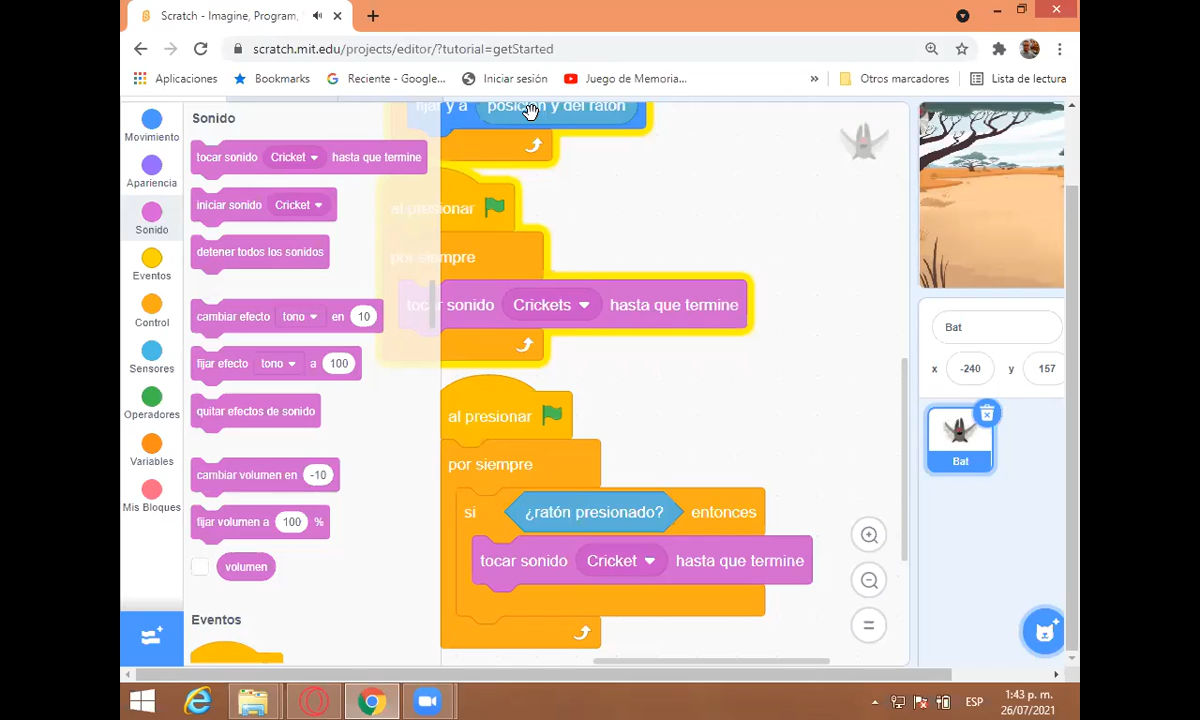 Scratch - Imagine, Program,
scratch.mit.edu/projects/editor/?tutorial=getStarted
Aplicaciones
Bookmarks
Reciente - Google...
Iniciar sesión
Juego de Memoria...
»
Otros marcadores
Lista de lectura
Movimiento
Apariencia
Sonido
Eventos
Control
Sensores
Operadores
Variables
Mis Bloques
Sonido
tocar sonido Cricket hasta que termine
iniciar sonido Cricket
detener todos los sonidos
cambiar efecto tono en 10
fijar efecto tono a 100
quitar efectos de sonido
cambiar volumen en -10
fijar volumen a 100 %
volumen
Eventos
fijar y a posición y del ratón
al presionar
por siempre
tocar sonido Crickets hasta que termine
al presionar
por siempre
si ¿ratón presionado? entonces
tocar sonido Cricket hasta que termine
Bat
x -240 y 157
Bat
ESP
1:43 p. m.
26/07/2021